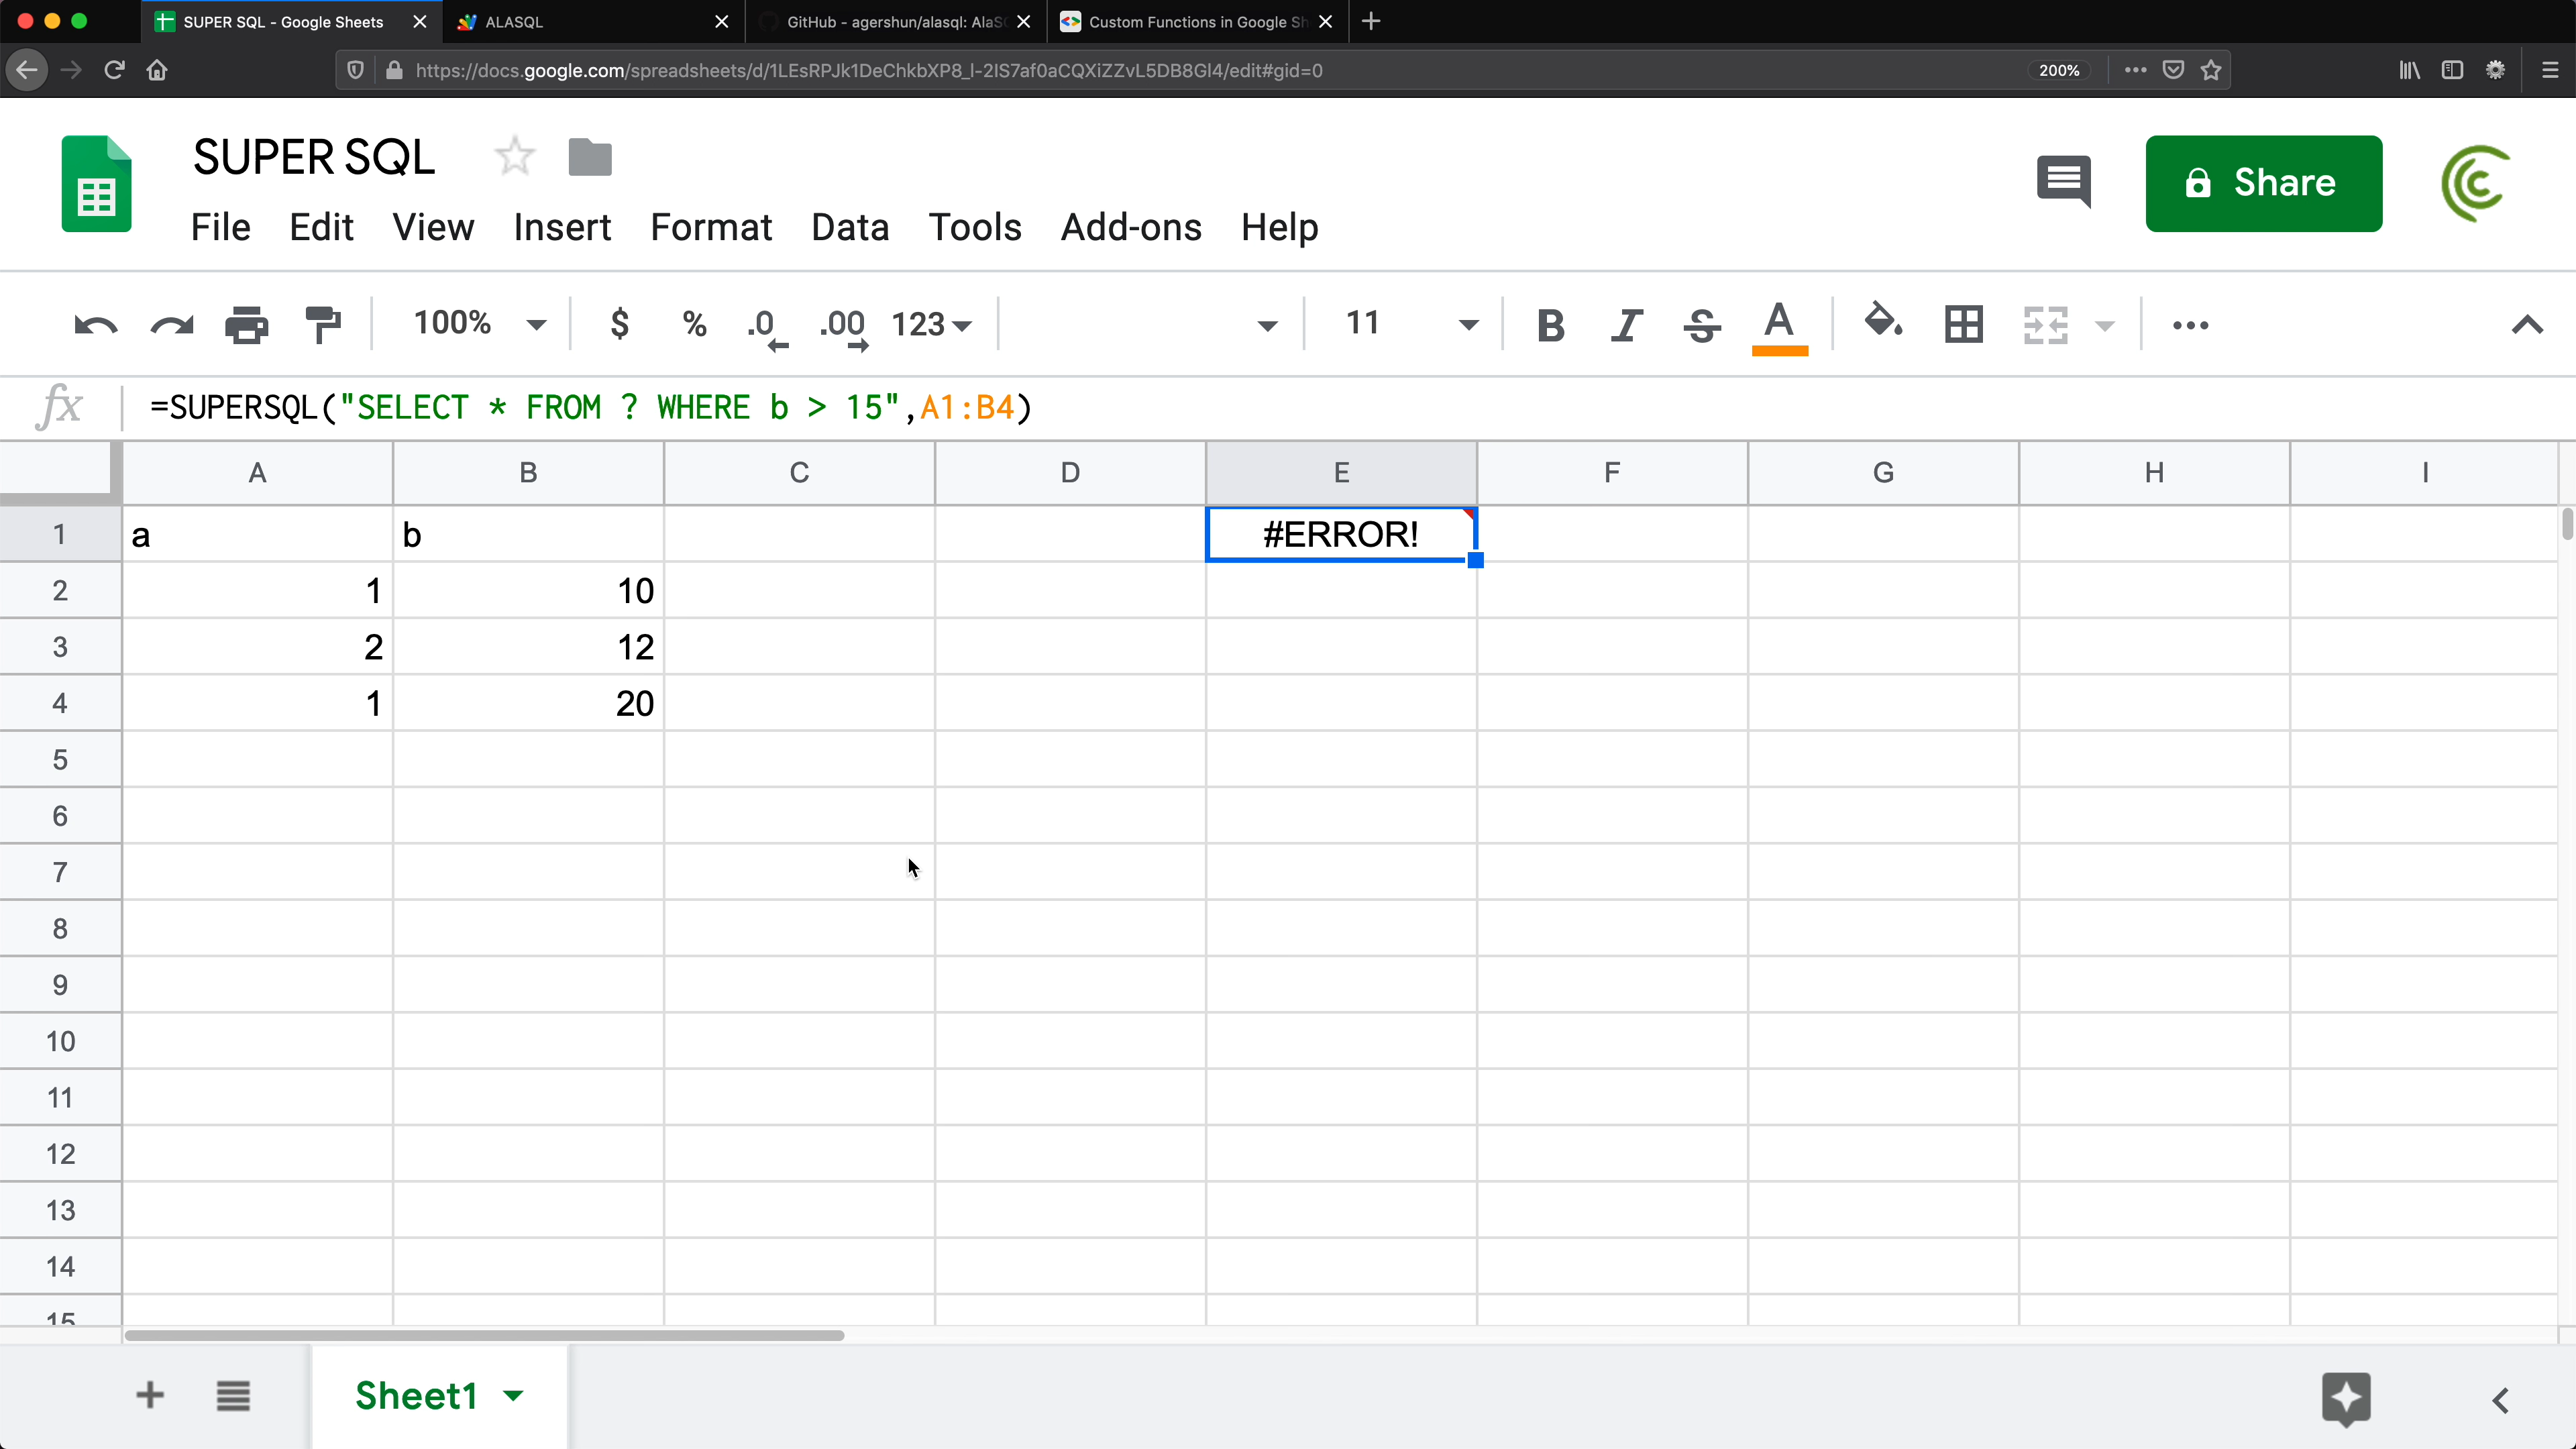 SUPER SQL - Google Sheets
ALASQL
GitHub - agershun/alasql: AlaS
Custom Functions in Google Sh
https://docs.google.com/spreadsheets/d/1LEsRPJk1DeChkbXP8_l-2IS7af0aCQXiZZvL5DB8Gl4/edit#gid=0
200%
SUPER SQL
Share
File Edit View Insert Format Data Tools Add-ons Help
100% $ % .0 .00 123 11 B I S A
fx =SUPERSQL("SELECT * FROM ? WHERE b > 15",A1:B4)
A B C D E F G H I
1 a b #ERROR!
2 1 10
3 2 12
4 1 20
5
6
7
8
9
10
11
12
13
14
15
Sheet1